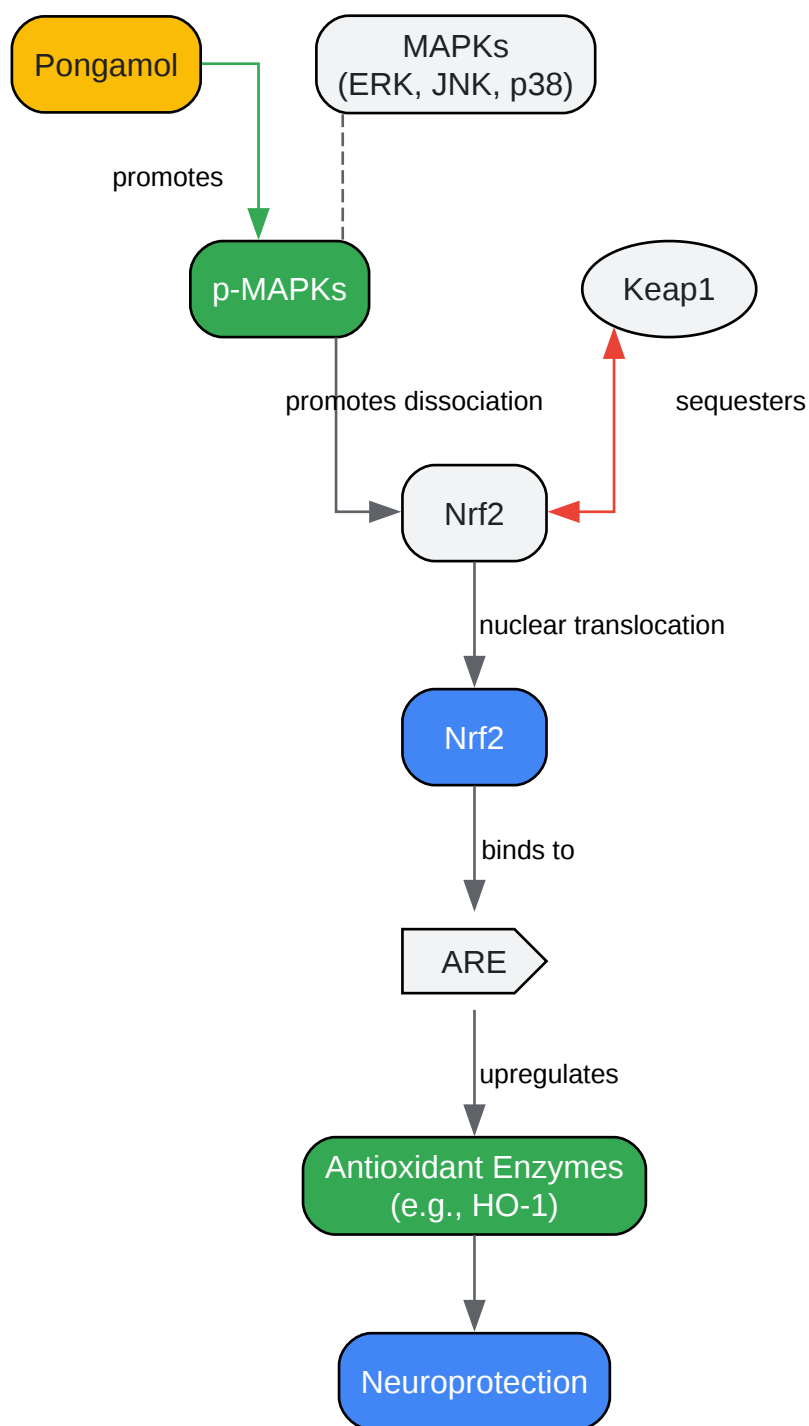 Pongamol
MAPKs
(ERK, JNK, p38)
promotes
p-MAPKs
Keap1
promotes dissociation
sequesters
Nrf2
nuclear translocation
Nrf2
binds to
ARE
upregulates
Antioxidant Enzymes
(e.g., HO-1)
Neuroprotection